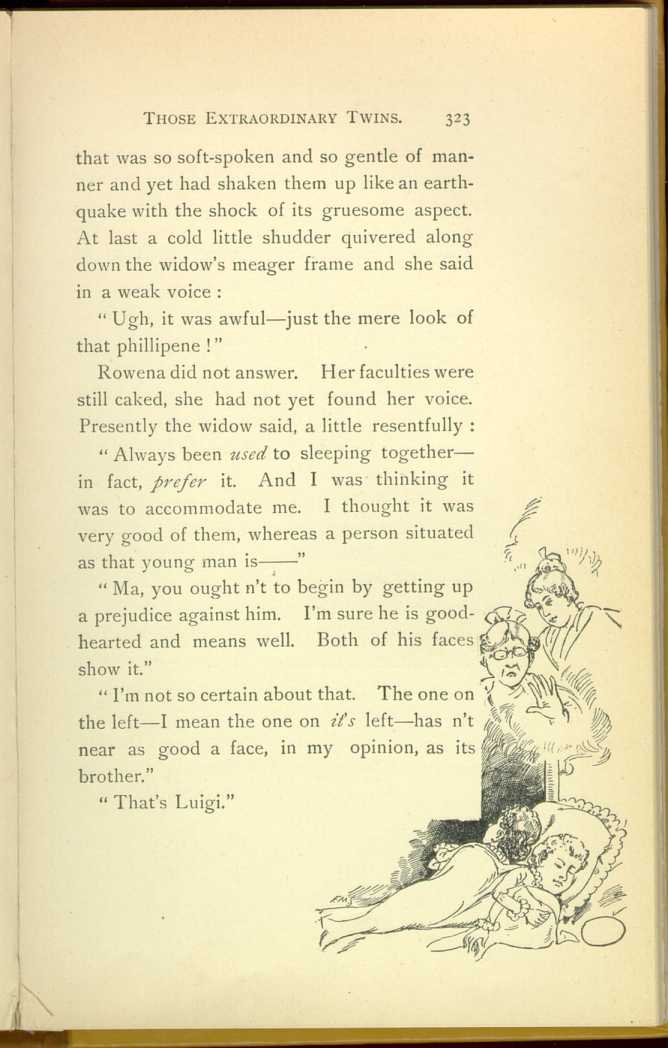 THOSE EXTRAORDINARY TWINS. 323
that was so soft-spoken and so gentle of man-
ner and yet had shaken them up like an earth-
quake with the shock of its gruesome aspect.
At last a cold little shudder quivered along
down the widow's meager frame and she said
in a weak voice :
“ Ugh, it was awful—just the mere look of
that phillipene ! ”
Rowena did not answer. Her faculties were
still caked, she had not yet found her voice.
Presently the widow said, a little resentfully :
“ Always been used to sleeping together—
in fact, prefer it. And I was thinking it
was to accommodate me. I thought it was
very good of them, whereas a person situated
as that young man is——”
“ Ma, you ought n't to begin by getting up
a prejudice against him. I'm sure he is good-
hearted and means well. Both of his faces
show it.”
“ I'm not so certain about that. The one on
the left—I mean the one on it's left—has n't
near as good a face, in my opinion, as its
brother.”
“ That's Luigi.”